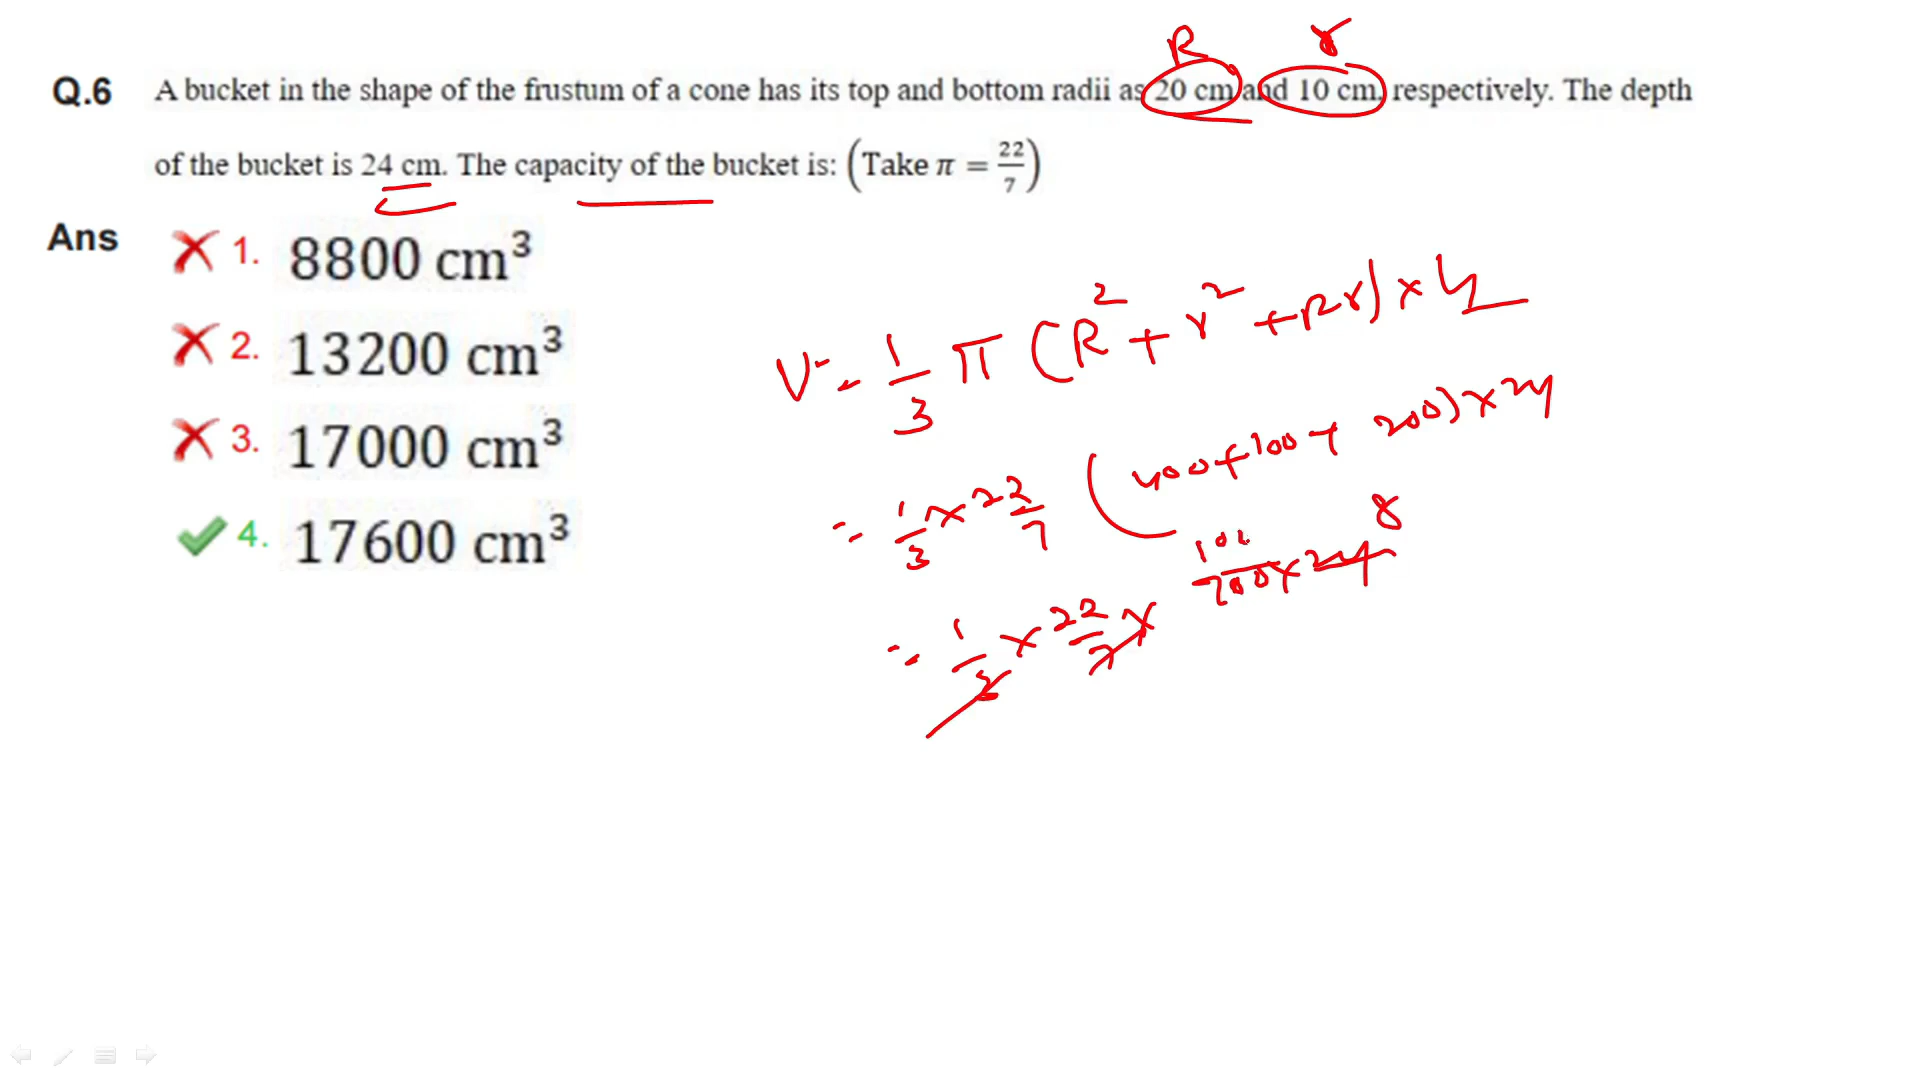 R r
Q.6 A bucket in the shape of the frustum of a cone has its top and bottom radii as 20 cm and 10 cm, respectively. The depth
of the bucket is 24 cm. The capacity of the bucket is: (Take π = 22/7)
Ans
1. 8800 cm³
2. 13200 cm³
3. 17000 cm³
4. 17600 cm³
V = 1/3 π (R² + r² + Rr) × h
= 1/3 × 22/7 (400 + 100 + 200) × 24
100 8
= 1/3 × 22/7 × 700 × 24